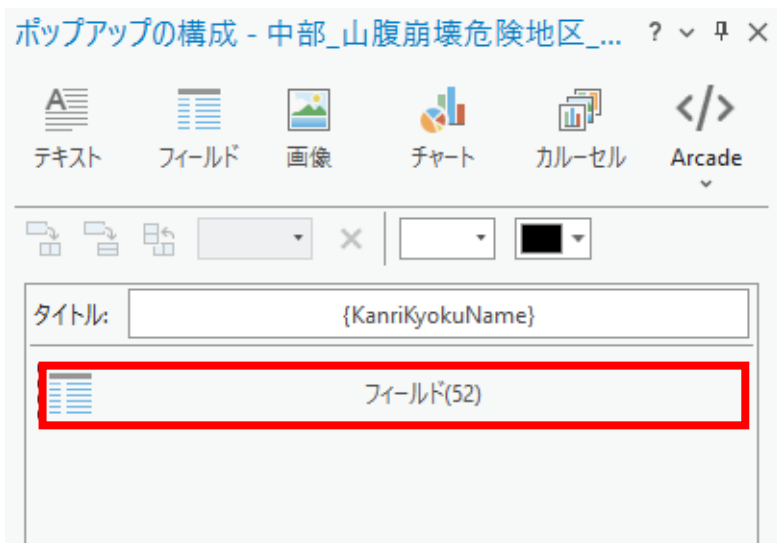 ポップアップの構成 - 中部_山腹崩壊危険地区_...
テキスト フィールド 画像 チャート カルーセル Arcade
タイトル: {KanriKyokuName}
フィールド(52)